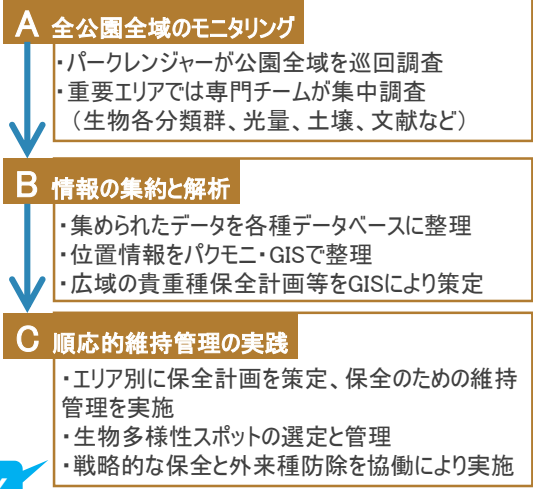 A 全公園全域のモニタリング
・パークレンジャーが公園全域を巡回調査
・重要エリアでは専門チームが集中調査
（生物各分類群、光量、土壌、文献など）
B 情報の集約と解析
・集められたデータを各種データベースに整理
・位置情報をパクモニ・GISで整理
・広域の貴重種保全計画等をGISにより策定
C 順応的維持管理の実践
・エリア別に保全計画を策定、保全のための維持
管理を実施
・生物多様性スポットの選定と管理
・戦略的な保全と外来種防除を協働により実施